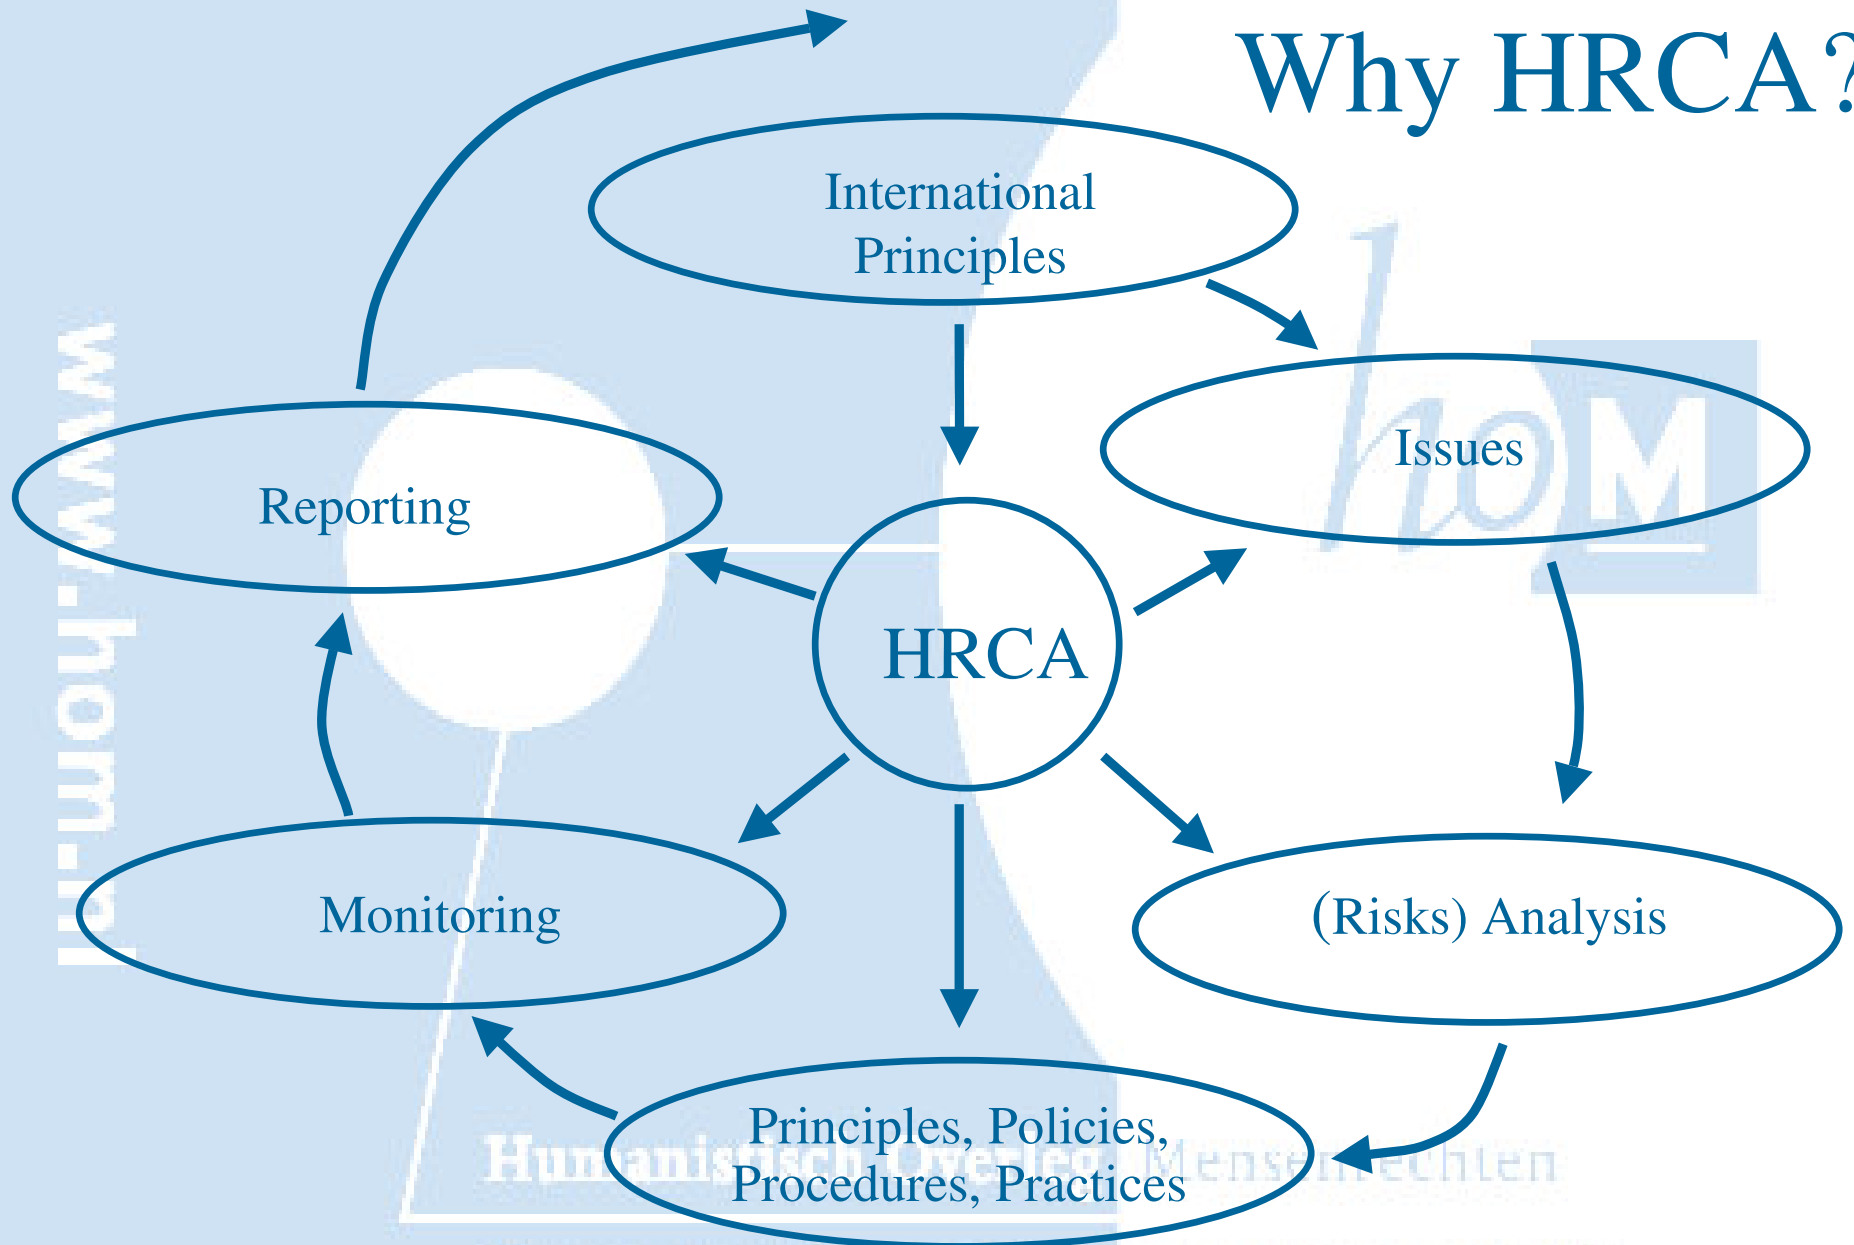 Why HRCA?
International
Principles
Issues
Reporting
HRCA
Monitoring
(Risks) Analysis
Principles, Policies,
Procedures, Practices
www.hom.nl
hoM
Humanistisch Overleg Mensenrechten